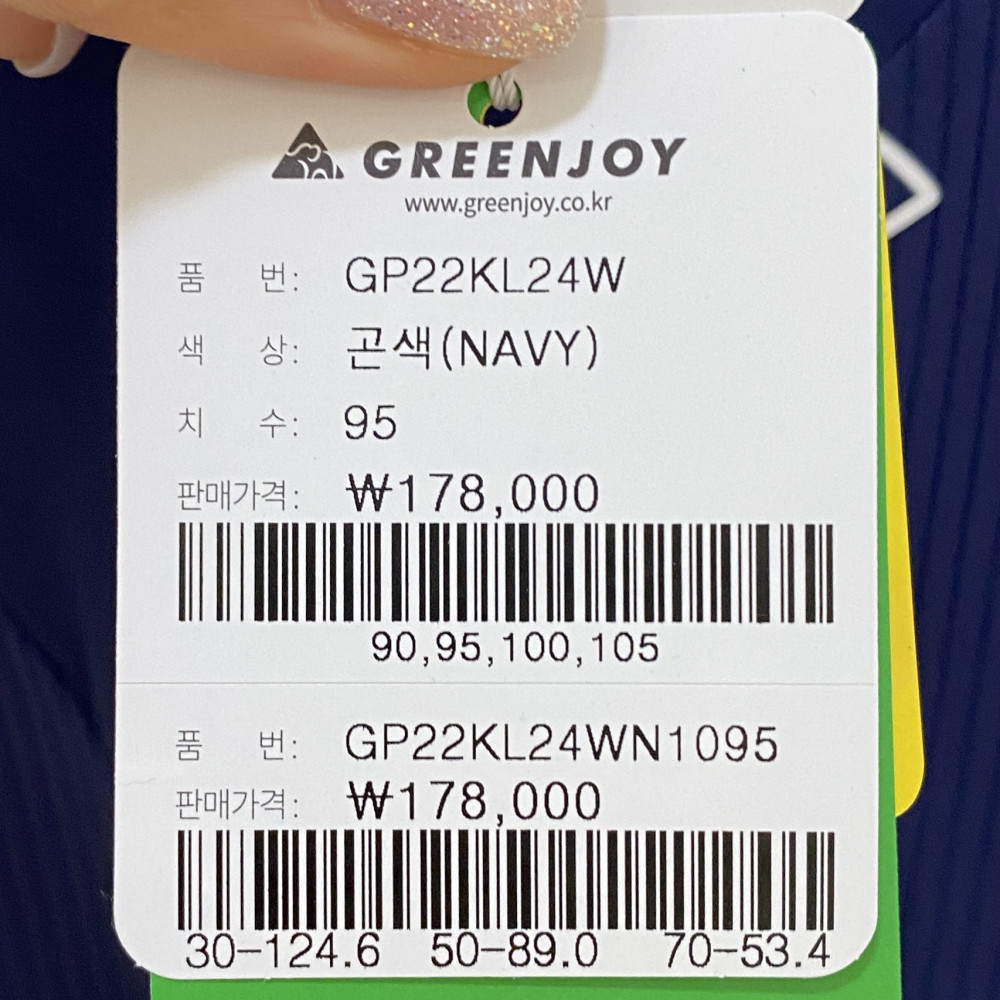 GREENJOY
www.greenjoy.co.kr
품 번: GP22KL24W
색 상: 곤색(NAVY)
치 수: 95
판매가격: ₩178,000
90,95,100,105
품 번: GP22KL24WN1095
판매가격: ₩178,000
30-124.6 50-89.0 70-53.4